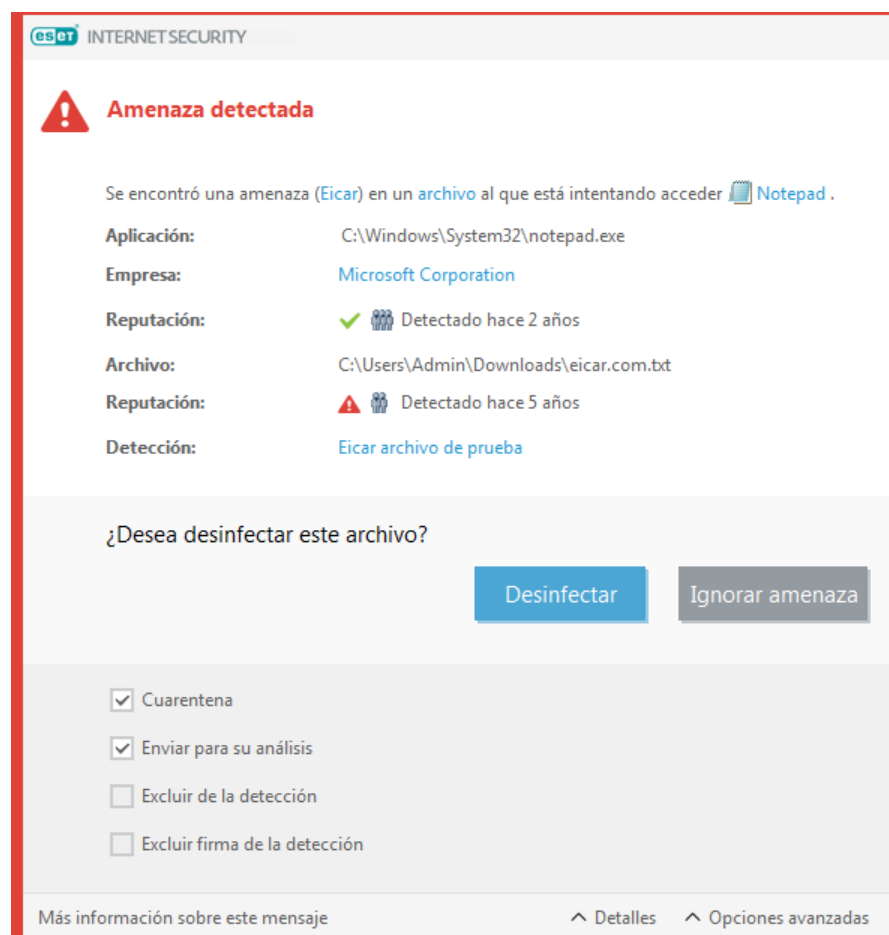 eset INTERNET SECURITY
Amenaza detectada
Se encontró una amenaza (Eicar) en un archivo al que está intentando acceder Notepad .
Aplicación: C:\Windows\System32\notepad.exe
Empresa: Microsoft Corporation
Reputación: Detectado hace 2 años
Archivo: C:\Users\Admin\Downloads\eicar.com.txt
Reputación: Detectado hace 5 años
Detección: Eicar archivo de prueba
¿Desea desinfectar este archivo?
Desinfectar Ignorar amenaza
Cuarentena
Enviar para su análisis
Excluir de la detección
Excluir firma de la detección
Más información sobre este mensaje Detalles Opciones avanzadas